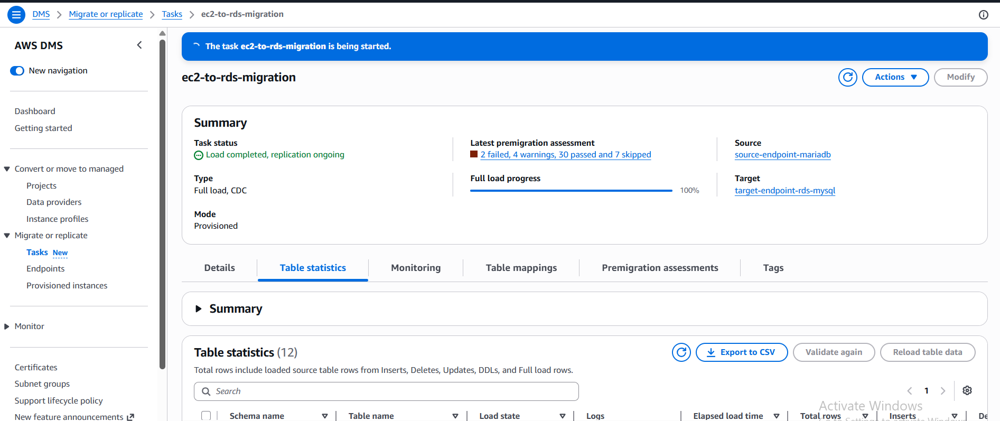 DMS > Migrate or replicate > Tasks > ec2-to-rds-migration
AWS DMS
New navigation
Dashboard
Getting started
Convert or move to managed
Projects
Data providers
Instance profiles
Migrate or replicate
Tasks New
Endpoints
Provisioned instances
Monitor
Certificates
Subnet groups
Support lifecycle policy
New feature announcements
The task ec2-to-rds-migration is being started.
ec2-to-rds-migration
Actions
Modify
Summary
Task status
Load completed, replication ongoing
Latest premigration assessment
2 failed, 4 warnings, 30 passed and 7 skipped
Source
source-endpoint-mariadb
Type
Full load, CDC
Full load progress
100%
Target
target-endpoint-rds-mysql
Mode
Provisioned
Details
Table statistics
Monitoring
Table mappings
Premigration assessments
Tags
Summary
Table statistics (12)
Export to CSV
Validate again
Reload table data
Total rows include loaded source table rows from Inserts, Deletes, Updates, DDLs, and Full load rows.
Search
1
Schema name
Table name
Load state
Logs
Elapsed load time
Total rows
Inserts
De
Activate Windows
Go to Settings to activate Windows